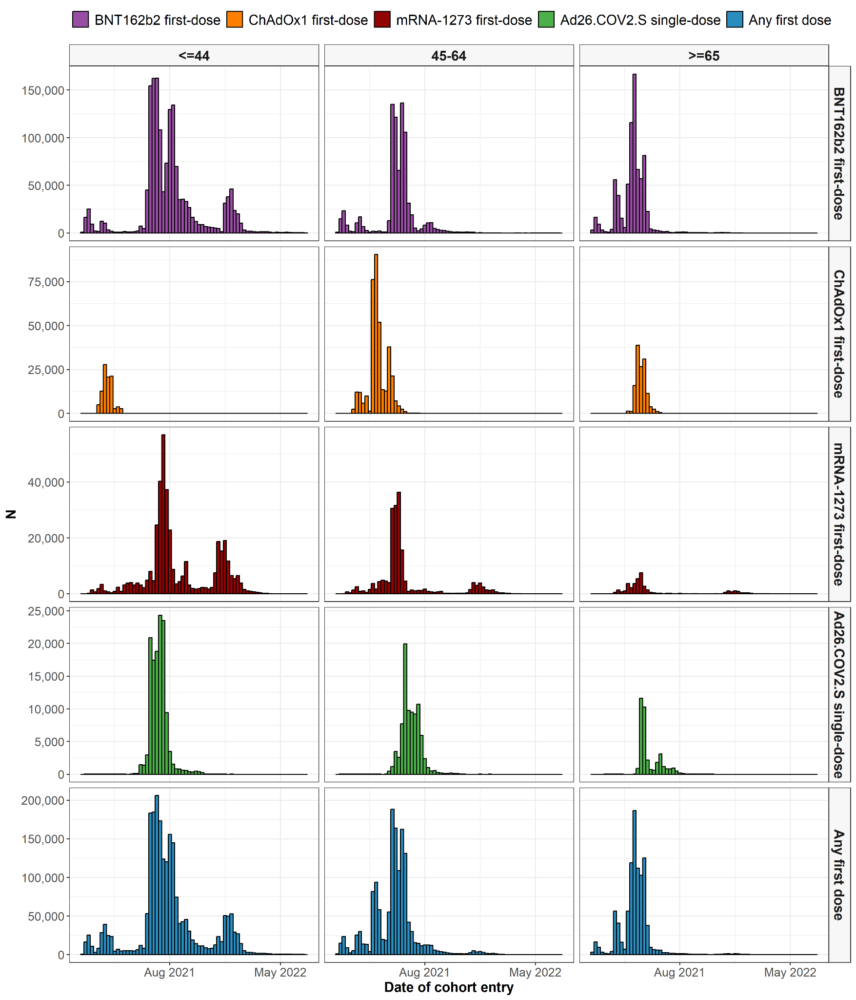 BNT162b2 first-dose ChAdOx1 first-dose mRNA-1273 first-dose Ad26.COV2.S single-dose Any first dose
<=44 45-64 >=65
150,000
100,000
50,000
0
BNT162b2 first-dose
75,000
50,000
25,000
0
ChAdOx1 first-dose
N
40,000
20,000
0
mRNA-1273 first-dose
25,000
20,000
15,000
10,000
5,000
0
Ad26.COV2.S single-dose
200,000
150,000
100,000
50,000
0
Any first dose
Aug 2021 May 2022 Aug 2021 May 2022 Aug 2021 May 2022
Date of cohort entry